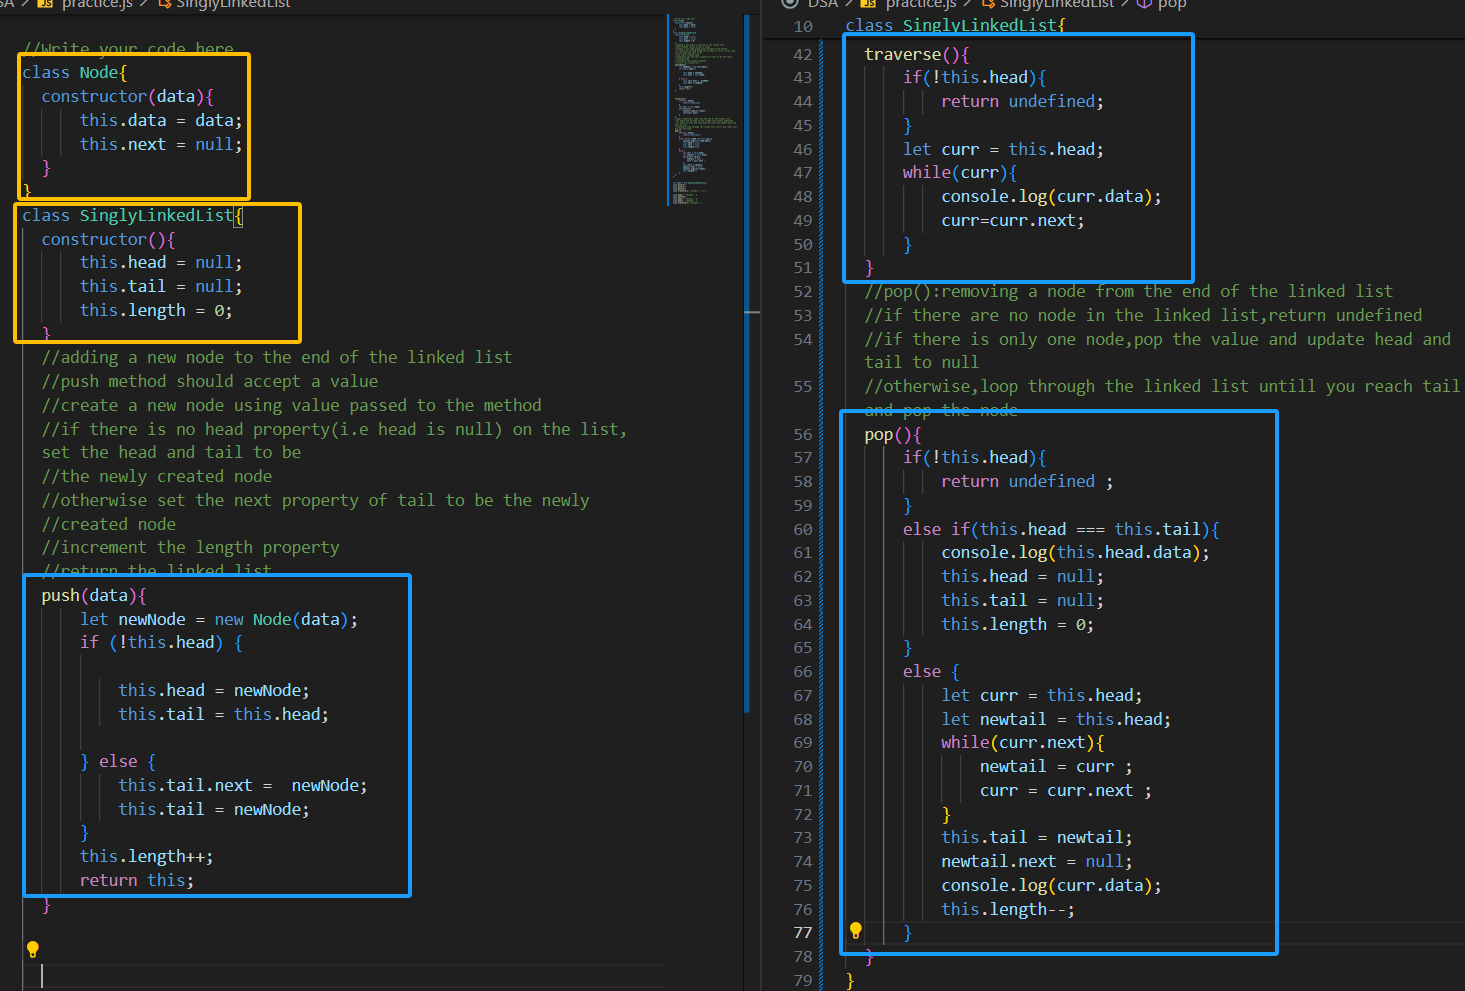 SA > JS practice.js > SinglyLinkedList
//Write your code here
class Node{
constructor(data){
this.data = data;
this.next = null;
}
}
class SinglyLinkedList{
constructor(){
this.head = null;
this.tail = null;
this.length = 0;
}
//adding a new node to the end of the linked list
//push method should accept a value
//create a new node using value passed to the method
//if there is no head property(i.e head is null) on the list,
set the head and tail to be
//the newly created node
//otherwise set the next property of tail to be the newly
//created node
//increment the length property
//return the linked list
push(data){
let newNode = new Node(data);
if (!this.head) {
this.head = newNode;
this.tail = this.head;
} else {
this.tail.next =  newNode;
this.tail = newNode;
}
this.length++;
return this;
}
DSA > JS practice.js > SinglyLinkedList > pop
10 class SinglyLinkedList{
42 traverse(){
43 if(!this.head){
44 return undefined;
45 }
46 let curr = this.head;
47 while(curr){
48 console.log(curr.data);
49 curr=curr.next;
50 }
51 }
52 //pop():removing a node from the end of the linked list
53 //if there are no node in the linked list,return undefined
54 //if there is only one node,pop the value and update head and
tail to null
55 //otherwise,loop through the linked list untill you reach tail
and pop the node
56 pop(){
57 if(!this.head){
58 return undefined ;
59 }
60 else if(this.head === this.tail){
61 console.log(this.head.data);
62 this.head = null;
63 this.tail = null;
64 this.length = 0;
65 }
66 else {
67 let curr = this.head;
68 let newtail = this.head;
69 while(curr.next){
70 newtail = curr ;
71 curr = curr.next ;
72 }
73 this.tail = newtail;
74 newtail.next = null;
75 console.log(curr.data);
76 this.length--;
77 }
78 }
79 }